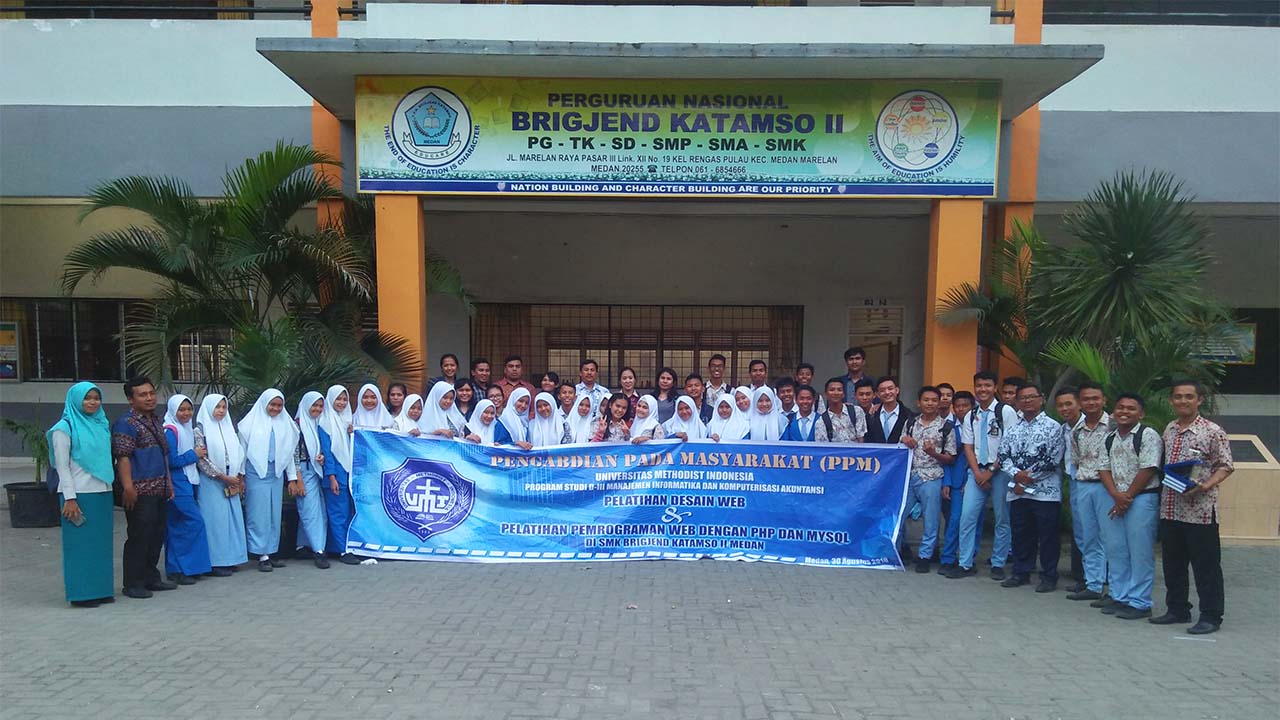 PERGURUAN NASIONAL
BRIGJEND KATAMSO II
PG - TK - SD - SMP - SMA - SMK
JL. MARELAN RAYA PASAR III Link. XII No. 19 KEL RENGAS PULAU KEC. MEDAN MARELAN
MEDAN 20255 ☎ TELPON 061 - 6854666
NATION BUILDING AND CHARACTER BUILDING ARE OUR PRIORITY
MEDAN
THE END OF EDUCATION IS CHARACTER
THE AIM OF EDUCATION IS HUMILITY
PENGABDIAN PADA MASYARAKAT (PPM)
UNIVERSITAS METHODIST INDONESIA
PROGRAM STUDI D-III MANAJEMEN INFORMATIKA DAN KOMPUTERISASI AKUNTANSI
PELATIHAN DESAIN WEB
&
PELATIHAN PEMROGRAMAN WEB DENGAN PHP DAN MYSQL
DI SMK BRIGJEND KATAMSO II MEDAN
Medan, 30 Agustus
UMI